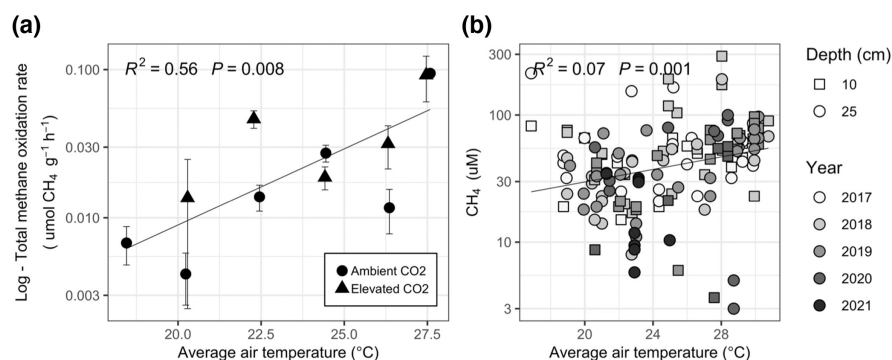 (a)
R² = 0.56 P = 0.008
Log - Total methane oxidation rate
( umol CH₄ g⁻¹ h⁻¹)
0.100
0.030
0.010
0.003
Ambient CO2
Elevated CO2
20.0 22.5 25.0 27.5
Average air temperature (°C)
(b)
R² = 0.07 P = 0.001
CH₄ (uM)
300
100
30
10
3
20 24 28
Average air temperature (°C)
Depth (cm)
10
25
Year
2017
2018
2019
2020
2021